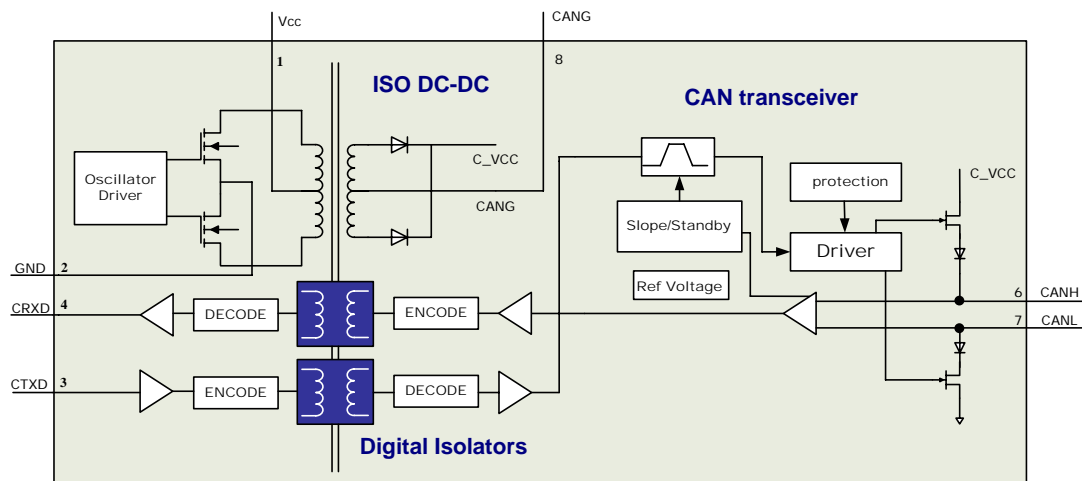 Vcc
CANG
1
8
ISO DC-DC
CAN transceiver
Oscillator
Driver
C_VCC
CANG
protection
C_VCC
Slope/Standby
Driver
GND
2
Ref Voltage
6
CANH
CRXD
4
DECODE
ENCODE
7
CANL
CTXD
3
ENCODE
DECODE
Digital Isolators